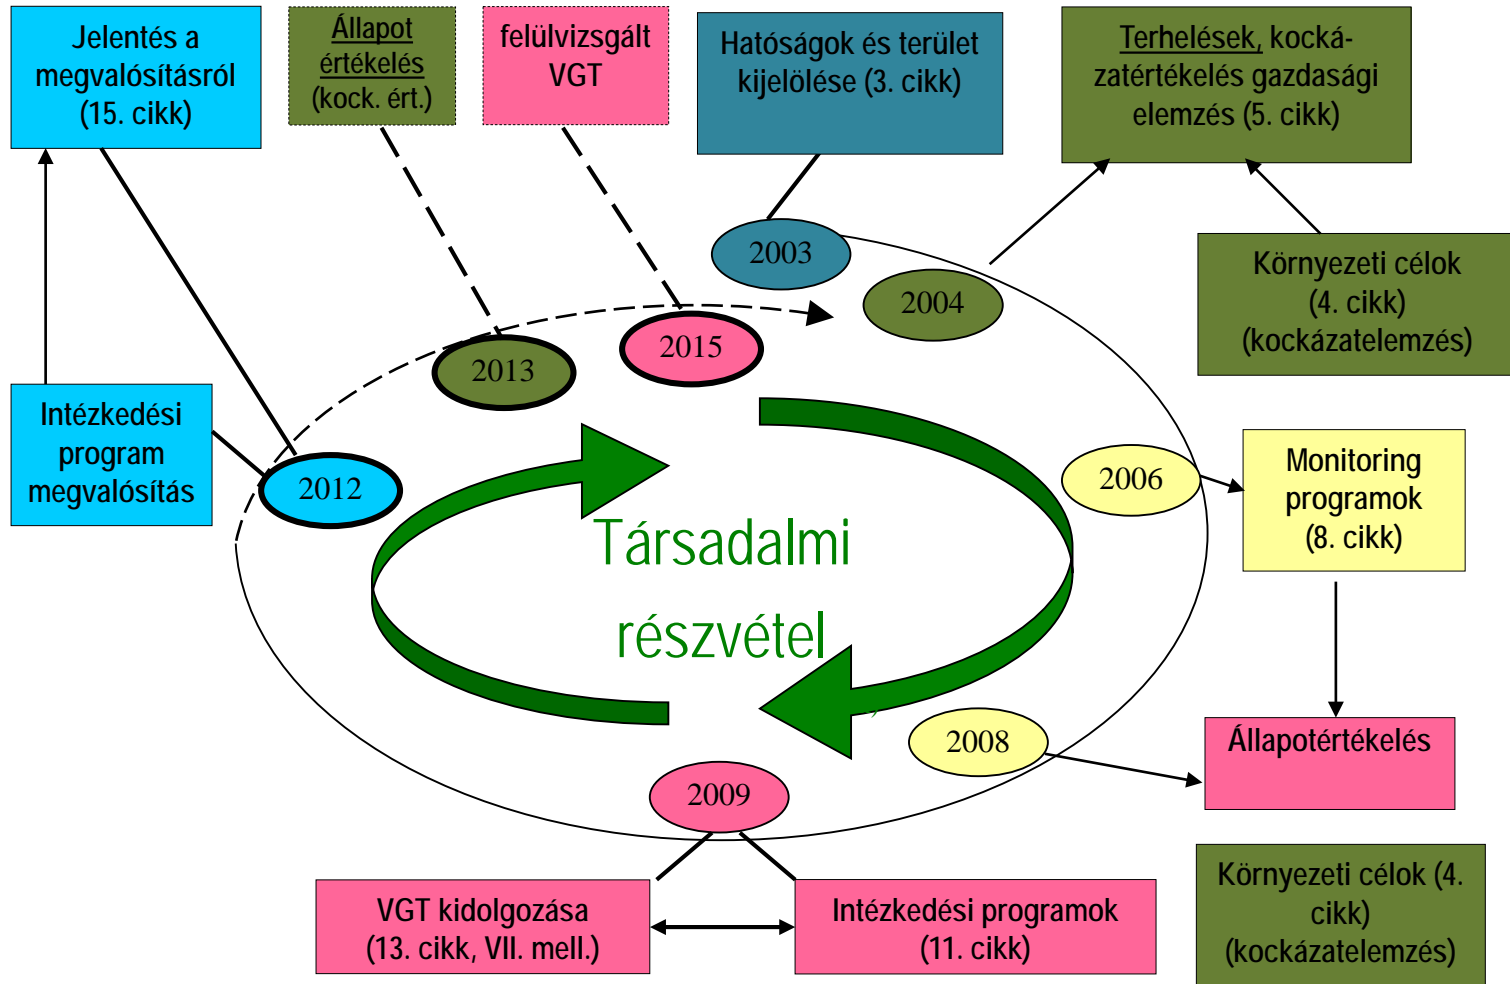 Jelentés a
megvalósításról
(15. cikk)
Állapot
értékelés
(kock. ért.)
felülvizsgált
VGT
Hatóságok és terület
kijelölése (3. cikk)
Terhelések, kocká-
zatértékelés gazdasági
elemzés (5. cikk)
2003
2004
Környezeti célok
(4. cikk)
(kockázatelemzés)
2015
2013
Intézkedési
program
megvalósítás
2012
2006
Monitoring
programok
(8. cikk)
Társadalmi
részvétel
,
2008
Állapotértékelés
2009
VGT kidolgozása
(13. cikk, VII. mell.)
Intézkedési programok
(11. cikk)
Környezeti célok (4.
cikk)
(kockázatelemzés)